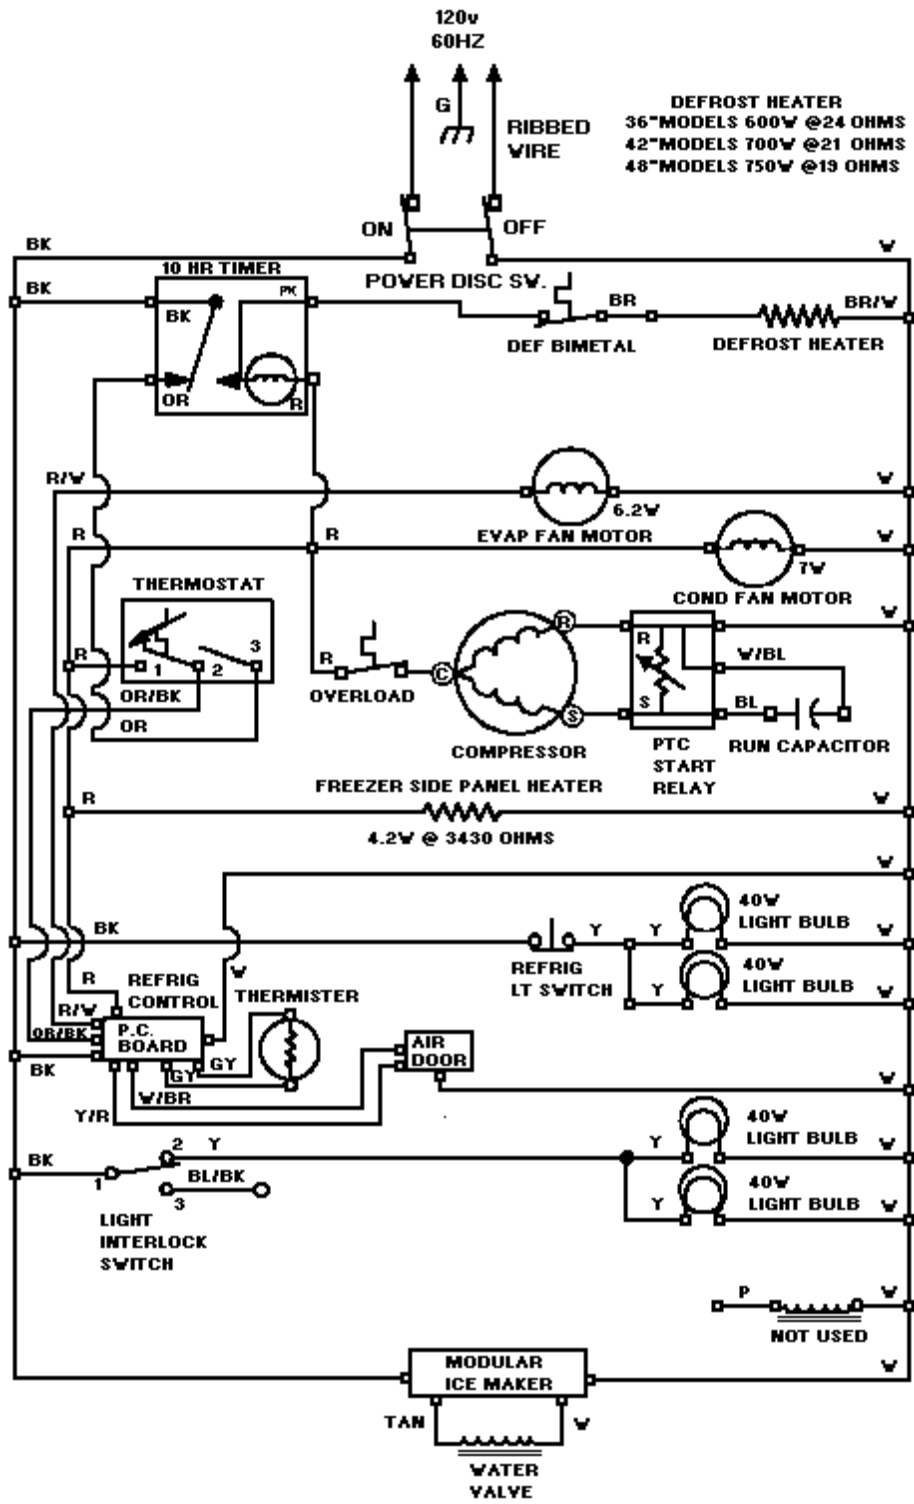 120v
60HZ
G
RIBBED
WIRE
DEFROST HEATER
36"MODELS 600W @24 OHMS
42"MODELS 700W @21 OHMS
48"MODELS 750W @19 OHMS
ON
OFF
BK
W
10 HR TIMER
POWER DISC SW.
BK
PK
BK
BR
BR/W
DEF BIMETAL
DEFROST HEATER
OR
R
R/W
W
6.2W
EVAP FAN MOTOR
R
R
W
7W
COND FAN MOTOR
THERMOSTAT
3
R
1
2
OR/BK
OR
R
OVERLOAD
C
R
S
COMPRESSOR
R
S
W
W/BL
BL
PTC
START
RELAY
RUN CAPACITOR
FREEZER SIDE PANEL HEATER
R
W
4.2W @ 3430 OHMS
W
BK
Y
Y
40W
LIGHT BULB
W
REFRIG
LT SWITCH
Y
40W
LIGHT BULB
W
R
REFRIG
CONTROL
W
THERMISTER
R/W
OR/BK
P.C.
BOARD
BK
GY
GY
AIR
DOOR
W/BR
Y/R
W
40W
LIGHT BULB
Y
W
BK
2
Y
1
BL/BK
3
40W
LIGHT BULB
Y
W
LIGHT
INTERLOCK
SWITCH
P
W
NOT USED
MODULAR
ICE MAKER
W
TAN
W
WATER
VALVE